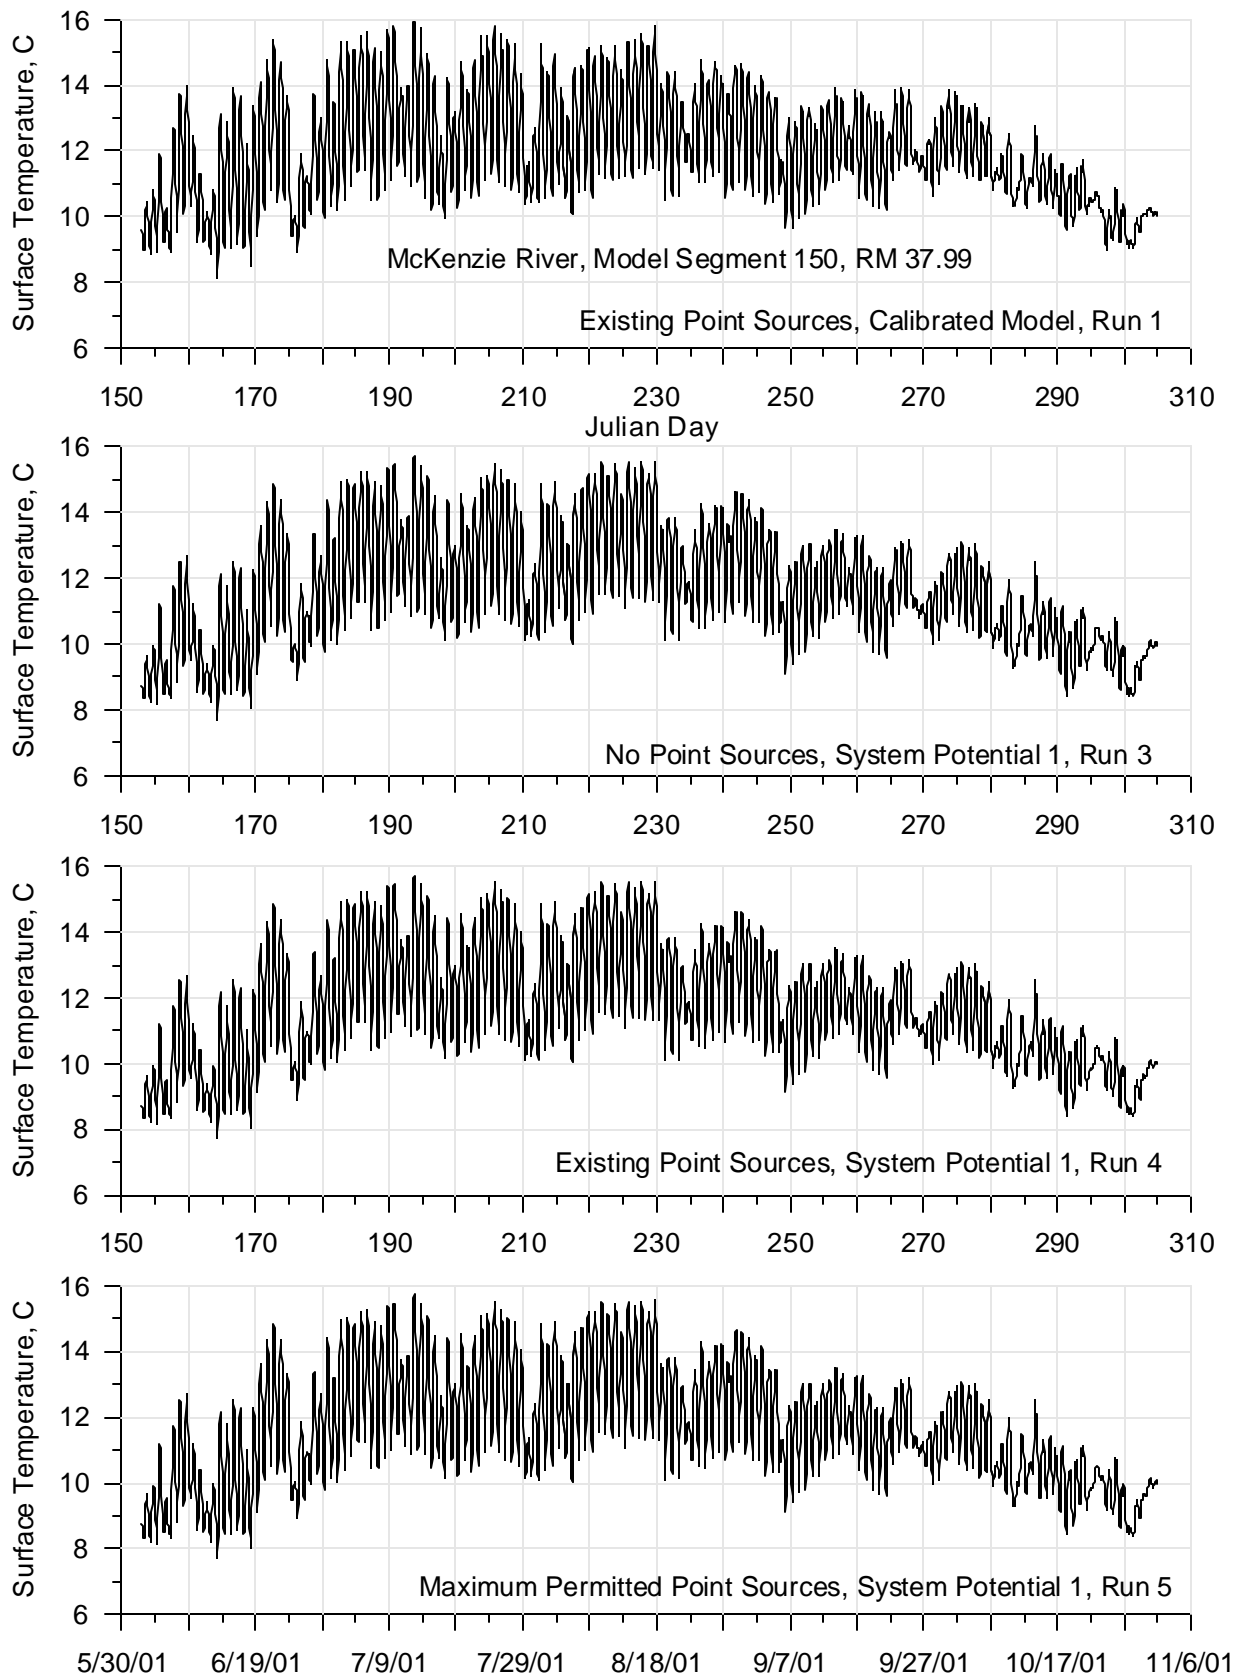 16
14
12
10
8
6
Surface Temperature, C
McKenzie River, Model Segment 150, RM 37.99
Existing Point Sources, Calibrated Model, Run 1
150 170 190 210 230 250 270 290 310
Julian Day
16
14
12
10
8
6
Surface Temperature, C
No Point Sources, System Potential 1, Run 3
150 170 190 210 230 250 270 290 310
16
14
12
10
8
6
Surface Temperature, C
Existing Point Sources, System Potential 1, Run 4
150 170 190 210 230 250 270 290 310
16
14
12
10
8
6
Surface Temperature, C
Maximum Permitted Point Sources, System Potential 1, Run 5
5/30/01 6/19/01 7/9/01 7/29/01 8/18/01 9/7/01 9/27/01 10/17/01 11/6/01